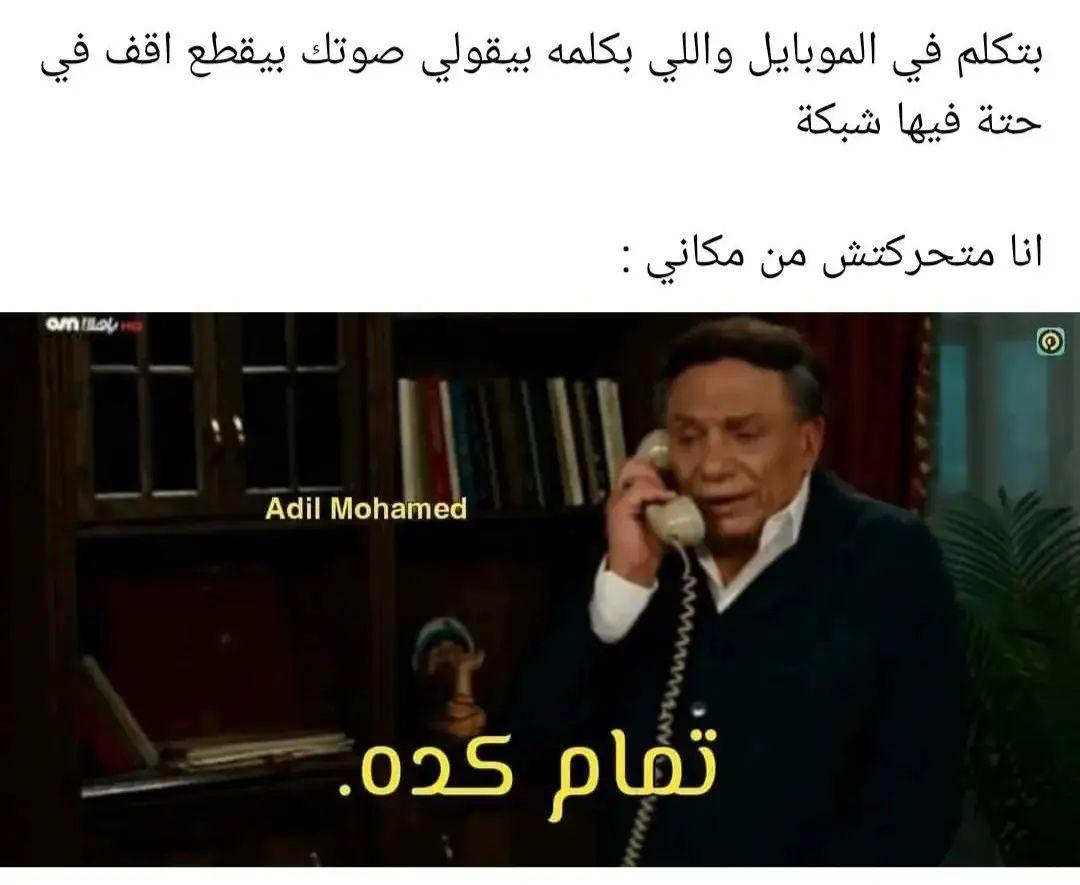 بتكلم في الموبايل واللي بكلمه بيقولي صوتك بيقطع اقف في
حتة فيها شبكة
انا متحركتش من مكاني :
Adil Mohamed
تمام كده.